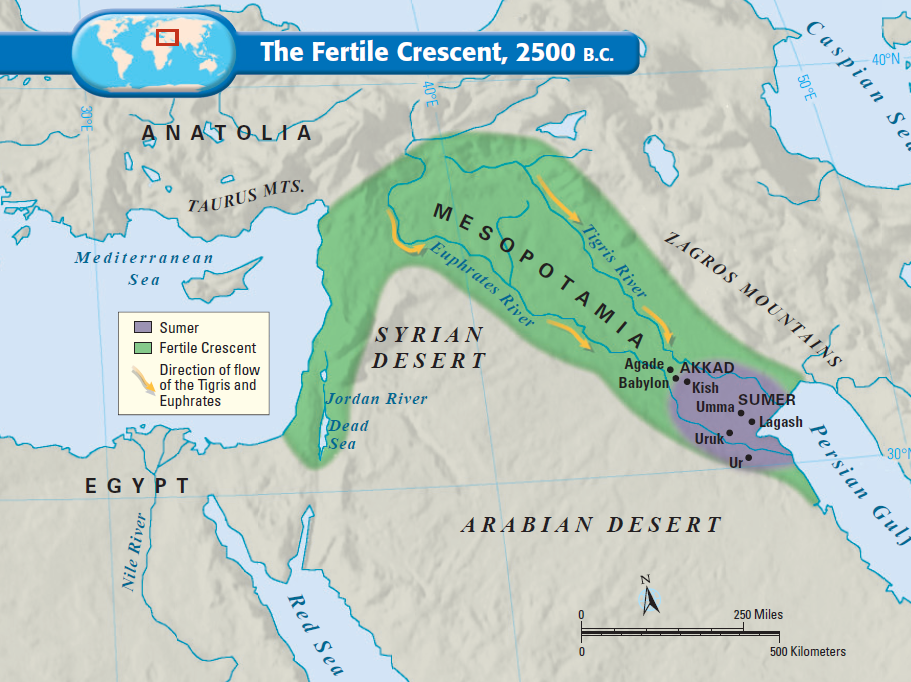 The Fertile Crescent, 2500 B.C.
Caspian Sea
40°N
50°E
40°E
30°E
ANATOLIA
TAURUS MTS.
MESOPOTAMIA
Tigris River
ZAGROS MOUNTAINS
Euphrates River
Mediterranean
Sea
Sumer
Fertile Crescent
Direction of flow
of the Tigris and
Euphrates
SYRIAN
DESERT
Agade
AKKAD
Babylon
Kish
Umma
SUMER
Lagash
Uruk
Ur
Jordan River
Dead
Sea
Persian Gulf
30°N
EGYPT
Nile River
ARABIAN DESERT
Red Sea
N
0
250 Miles
0
500 Kilometers